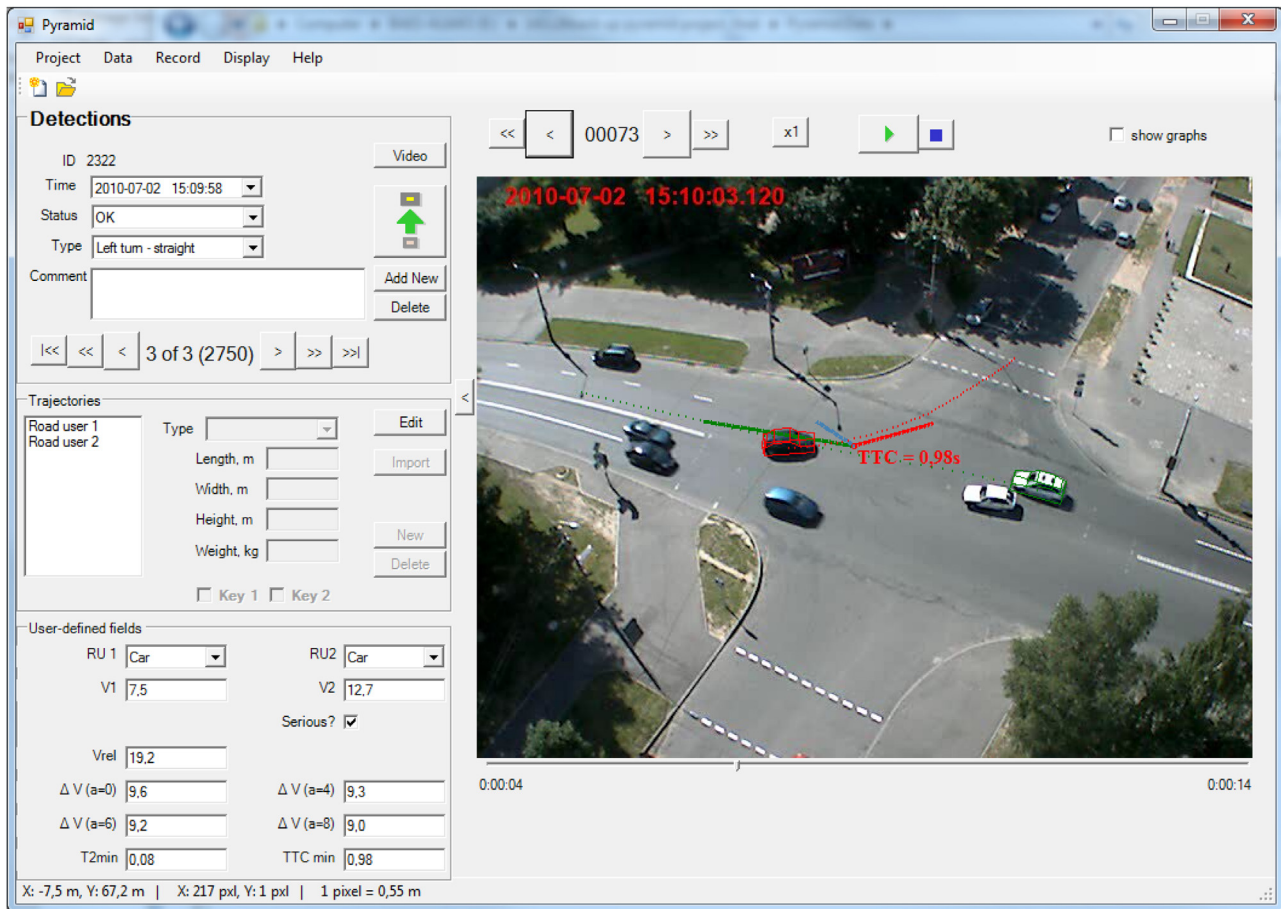 Pyramid
Project Data Record Display Help
Detections
ID 2322
Video
Time 2010-07-02 15:09:58
Status OK
Type Left turn - straight
Comment
Add New
Delete
|<< << < 3 of 3 (2750) > >> >>|
<< < 00073 > >> x1
show graphs
2010-07-02 15:10:03.120
TTC = 0,98s
<
Trajectories
Road user 1
Road user 2
Type
Edit
Length, m
Import
Width, m
Height, m
New
Weight, kg
Delete
Key 1 Key 2
User-defined fields
RU 1 Car RU2 Car
V1 7,5 V2 12,7
Serious?
Vrel 19,2
Δ V (a=0) 9,6 Δ V (a=4) 9,3
Δ V (a=6) 9,2 Δ V (a=8) 9,0
T2min 0,08 TTC min 0,98
0:00:04 0:00:14
X: -7,5 m, Y: 67,2 m | X: 217 pxl, Y: 1 pxl | 1 pixel = 0,55 m